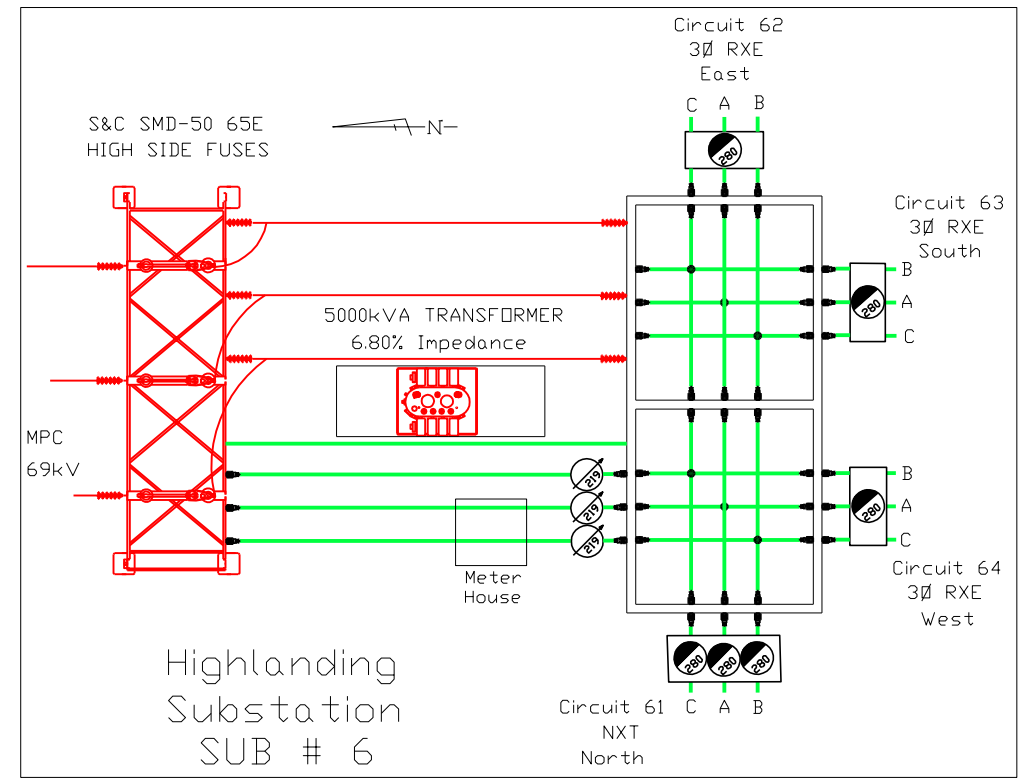 Circuit 62
3Ø RXE
East
C A B
280
S&C SMD-50 65E
HIGH SIDE FUSES
N
Circuit 63
3Ø RXE
South
B
280
A
C
5000kVA TRANSFORMER
6.80% Impedance
MPC
69kV
219
219
219
Meter
House
B
280
A
C
Circuit 64
3Ø RXE
West
280 280 280
C A B
Circuit 61
NXT
North
Highlanding
Substation
SUB # 6